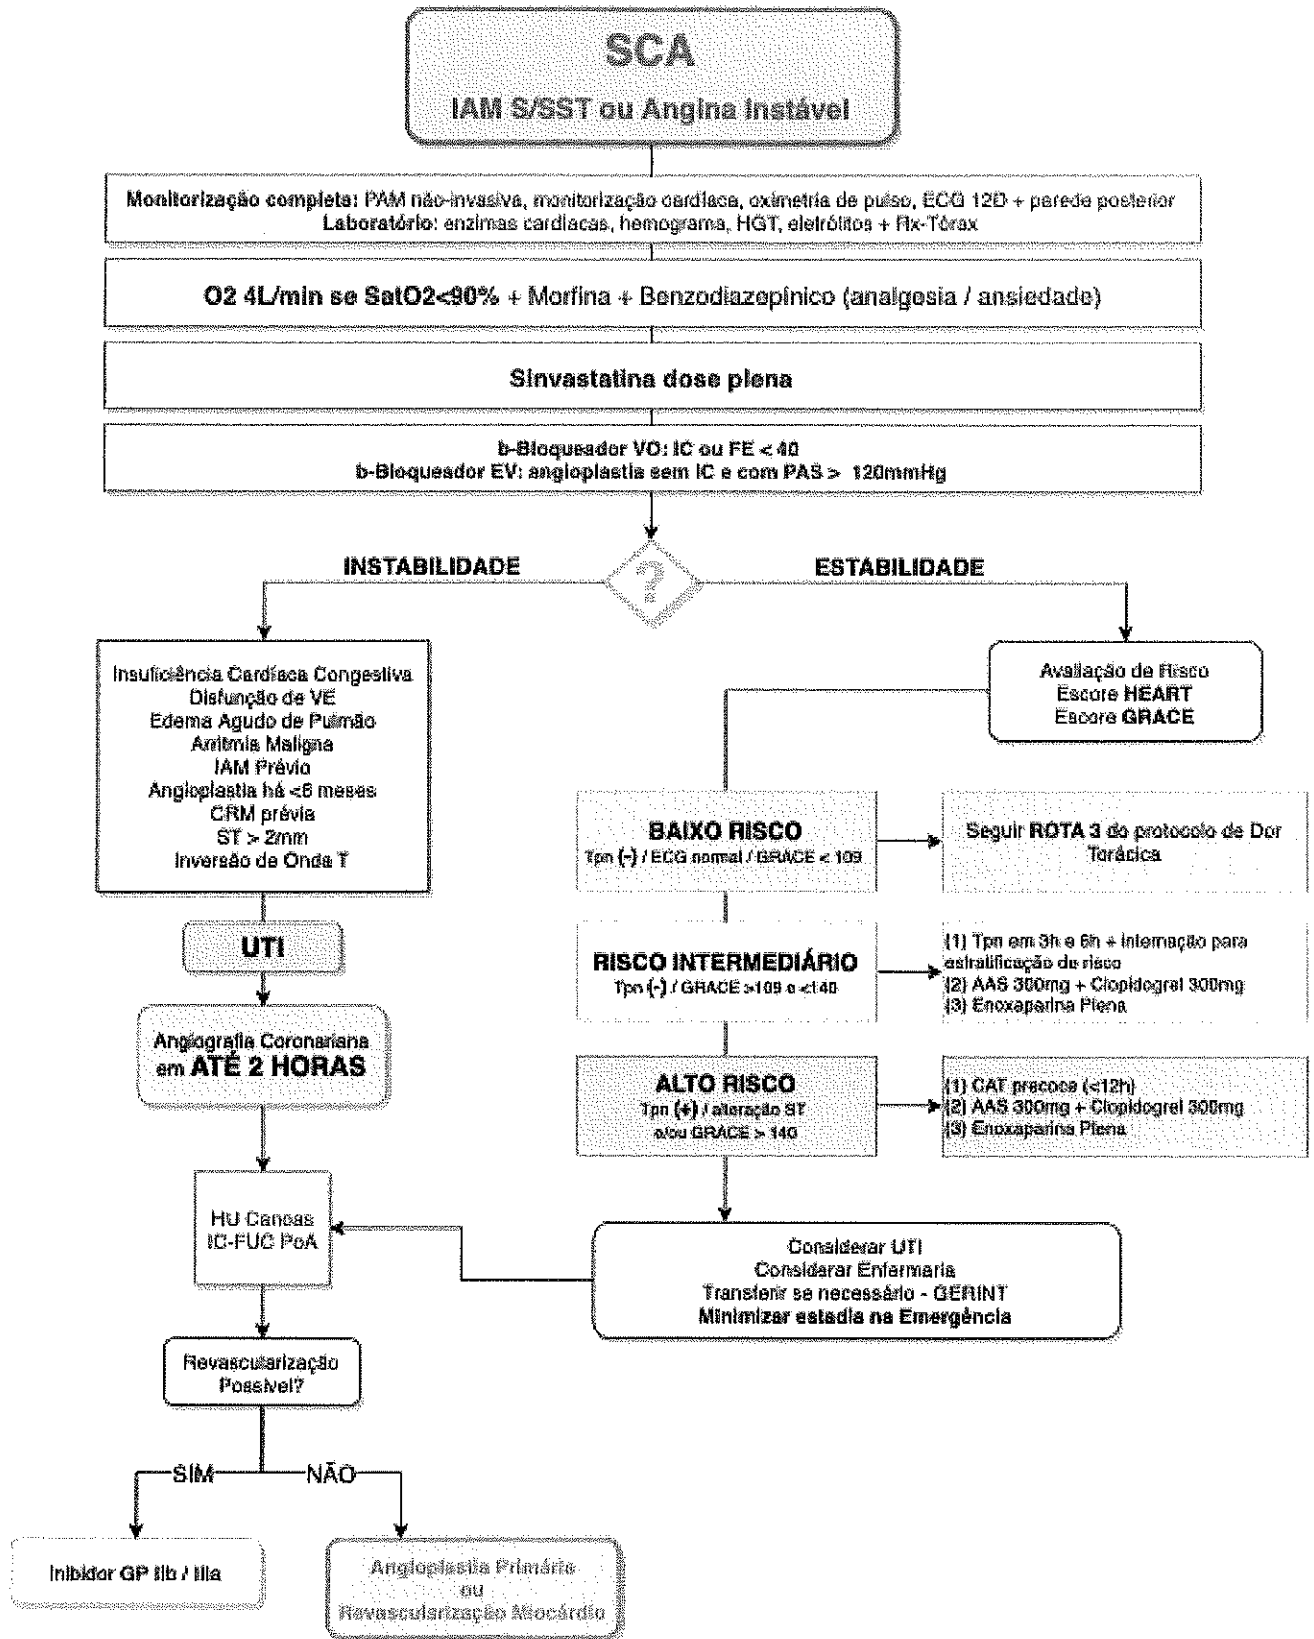 SCA
IAM S/SST ou Angina Instável
Monitorização completa: PAM não-invasiva, monitorização cardíaca, oximetria de pulso, ECG 12D + parede posterior
Laboratório: enzimas cardíacas, hemograma, HGT, eletrólitos + Rx-Tórax
O2 4L/min se SatO2<90% + Morfina + Benzodiazepínico (analgesia / ansiedade)
Sinvastatina dose plena
b-Bloqueador VO: IC ou FE < 40
b-Bloqueador EV: angioplastia sem IC e com PAS > 120mmHg
?
INSTABILIDADE
ESTABILIDADE
Insuficiência Cardíaca Congestiva
Disfunção de VE
Edema Agudo de Pulmão
Arritmia Maligna
IAM Prévio
Angioplastia há <6 meses
CRM prévia
ST > 2mm
Inversão de Onda T
UTI
Angiografia Coronariana
em ATÉ 2 HORAS
HU Canoas
IC-FUC PoA
Revascularização
Possível?
SIM
NÃO
Inibidor GP IIb / IIIa
Angioplastia Primária
ou
Revascularização Miocárdio
Avaliação de Risco
Escore HEART
Escore GRACE
BAIXO RISCO
Tpn (-) / ECG normal / GRACE < 109
Seguir ROTA 3 do protocolo de Dor
Torácica
RISCO INTERMEDIÁRIO
Tpn (-) / GRACE >109 e <140
(1) Tpn em 3h e 6h + internação para
estratificação de risco
(2) AAS 300mg + Clopidogrel 300mg
(3) Enoxaparina Plena
ALTO RISCO
Tpn (+) / alteração ST
e/ou GRACE > 140
(1) CAT precoce (<12h)
(2) AAS 300mg + Clopidogrel 300mg
(3) Enoxaparina Plena
Considerar UTI
Considerar Enfermaria
Transferir se necessário - GERINT
Minimizar estadia na Emergência